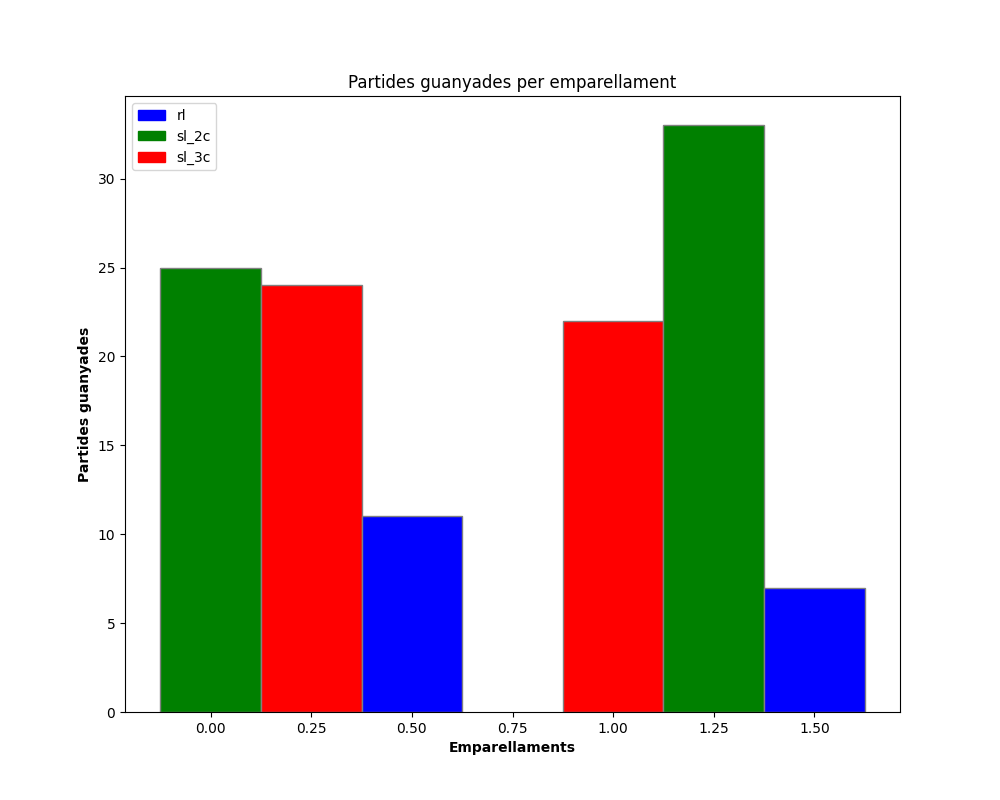 Partides guanyades per emparellament
rl
sl_2c
sl_3c
Partides guanyades
30
25
20
15
10
5
0
0.00 0.25 0.50 0.75 1.00 1.25 1.50
Emparellaments